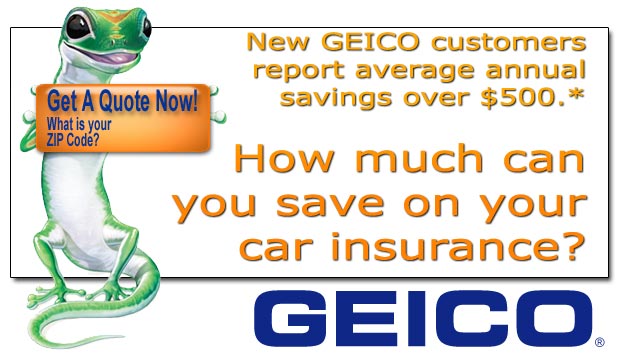 New GEICO customers
report average annual
savings over $500.*
Get A Quote Now!
What is your
ZIP Code?
How much can
you save on your
car insurance?
GEICO®